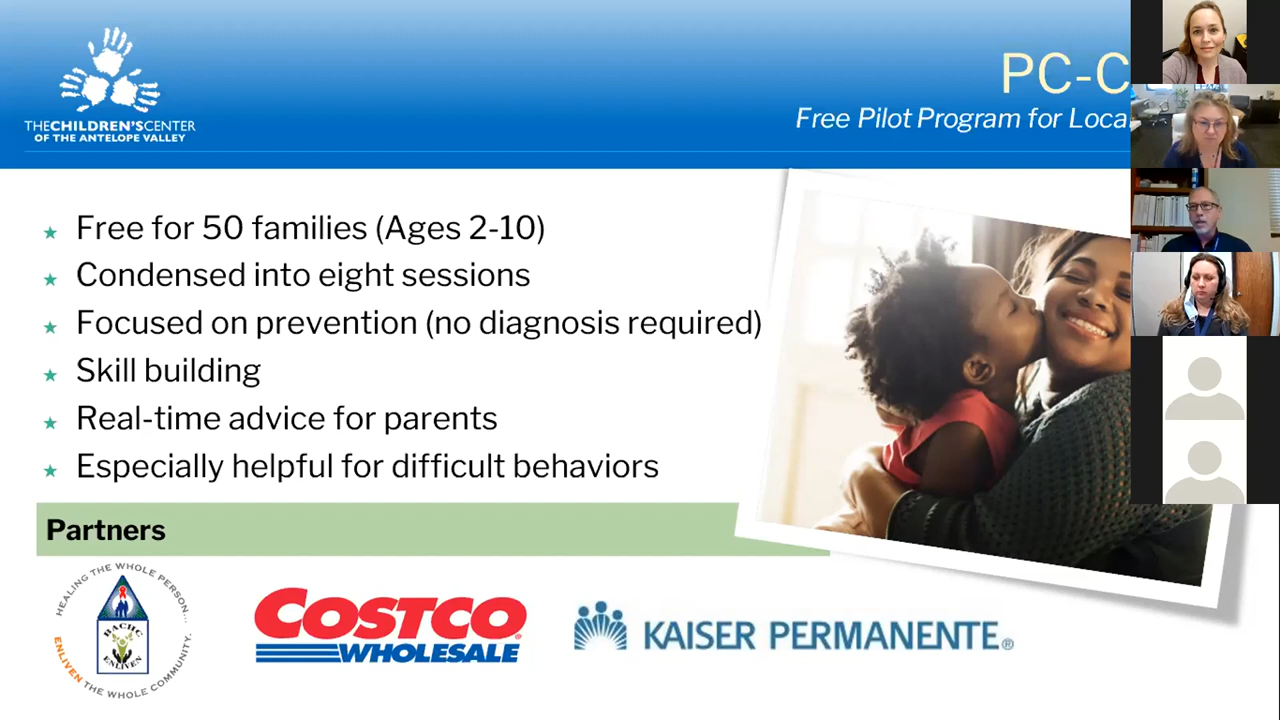 THE CHILDREN'S CENTER
OF THE ANTELOPE VALLEY
PC-C
Free Pilot Program for Loca
Free for 50 families (Ages 2-10)
Condensed into eight sessions
Focused on prevention (no diagnosis required)
Skill building
Real-time advice for parents
Especially helpful for difficult behaviors
Partners
HEALING THE WHOLE PERSON...
BACHC
ENLIVEN
ENLIVEN THE WHOLE COMMUNITY.
COSTCO
WHOLESALE
KAISER PERMANENTE®